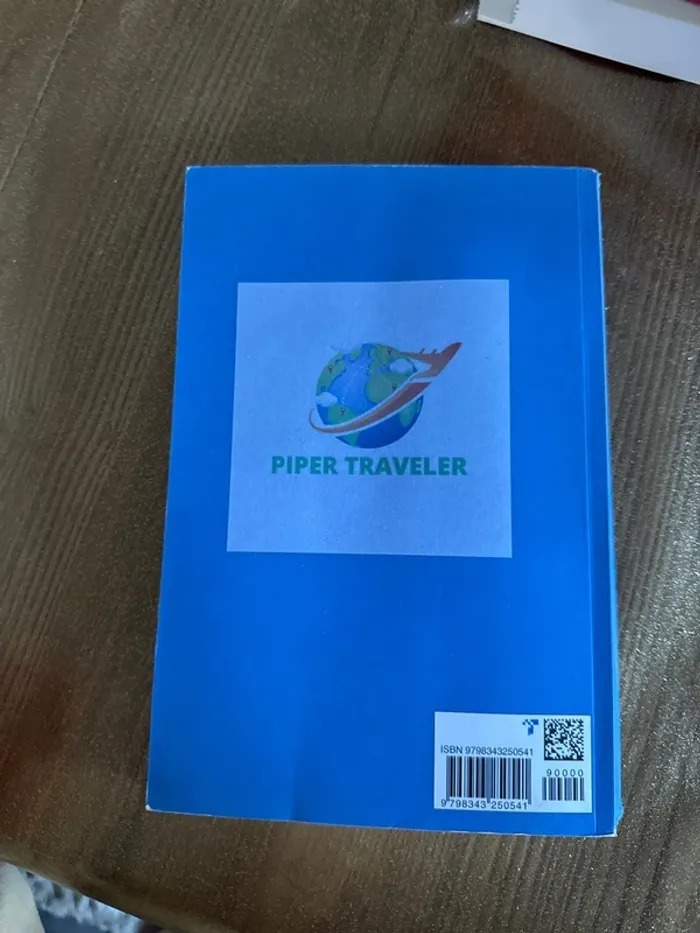 PIPER TRAVELER
ISBN 9798343250541
90000
9 798343 250541